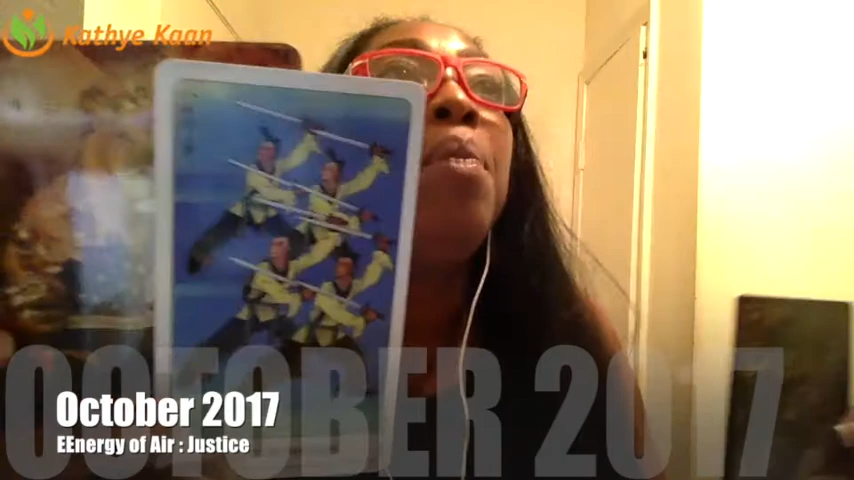 Kathye Kaan
OCTOBER 2017
October 2017
EEnergy of Air : Justice